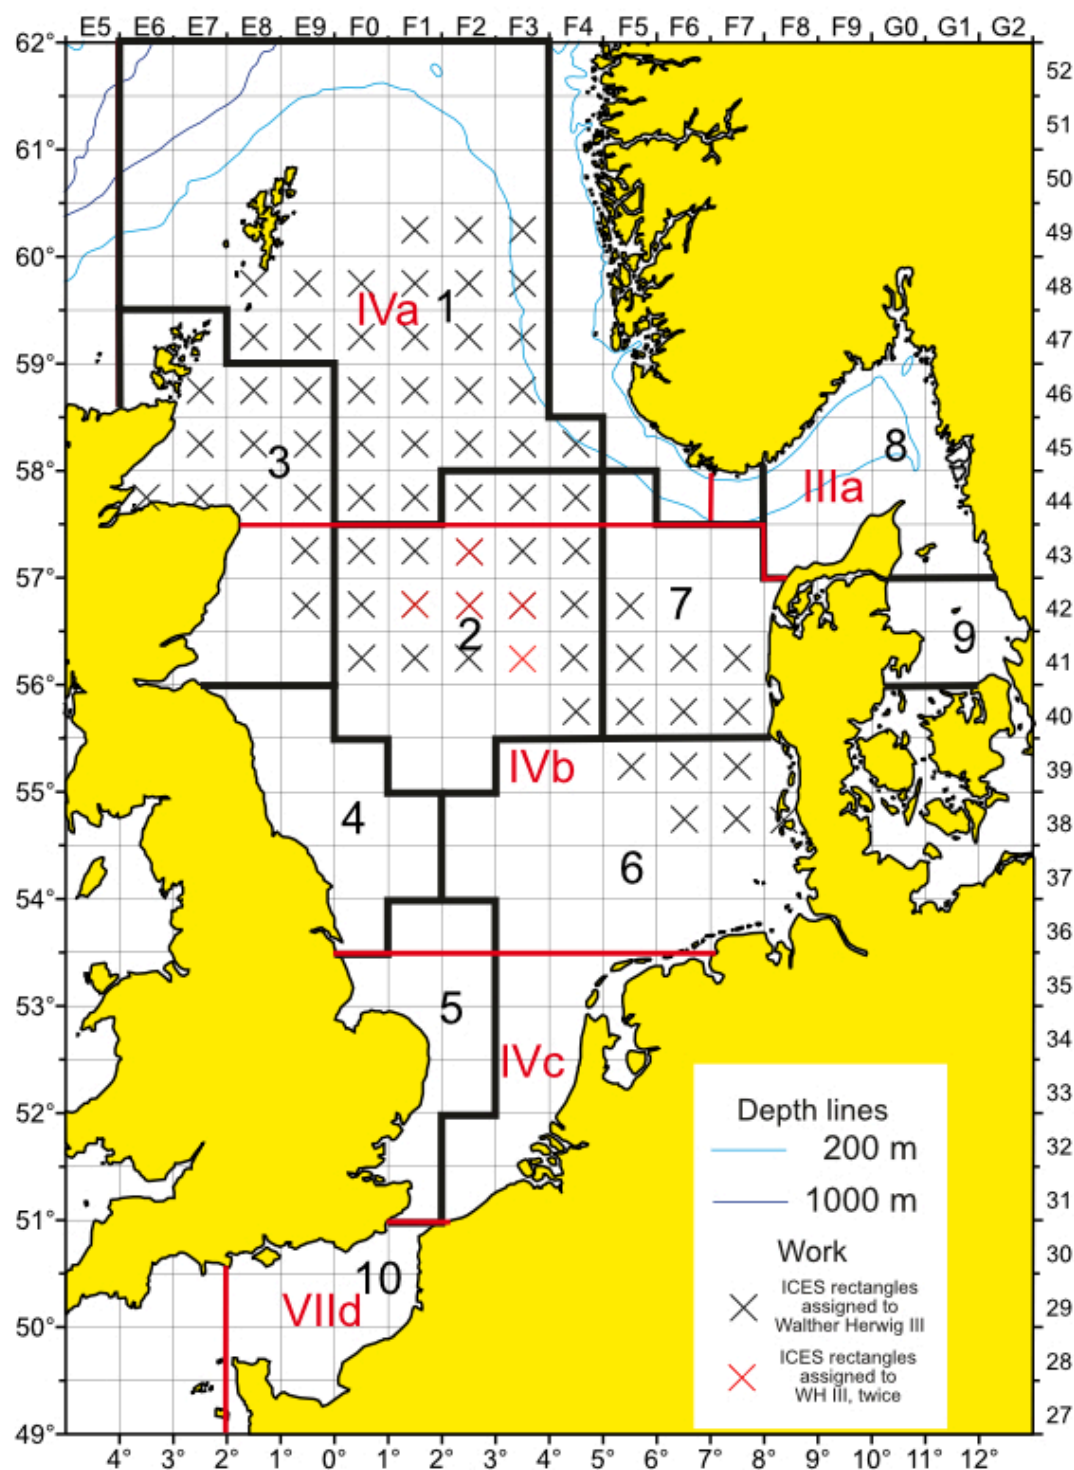 E5 E6 E7 E8 E9 F0 F1 F2 F3 F4 F5 F6 F7 F8 F9 G0 G1 G2
62°
52
51
61°
50
49
60°
48
IVa 1
47
59°
46
8
45
3
58°
IIIa
44
43
57°
7
42
2
9
41
56°
40
IVb
39
55°
4
38
6
37
54°
36
35
5
53°
34
IVc
33
52°
Depth lines
200 m
32
1000 m
31
51°
Work
30
10
ICES rectangles
assigned to
Walther Herwig III
VIId
29
50°
ICES rectangles
assigned to
WH III, twice
28
27
49°
4° 3° 2° 1° 0° 1° 2° 3° 4° 5° 6° 7° 8° 9° 10° 11° 12°